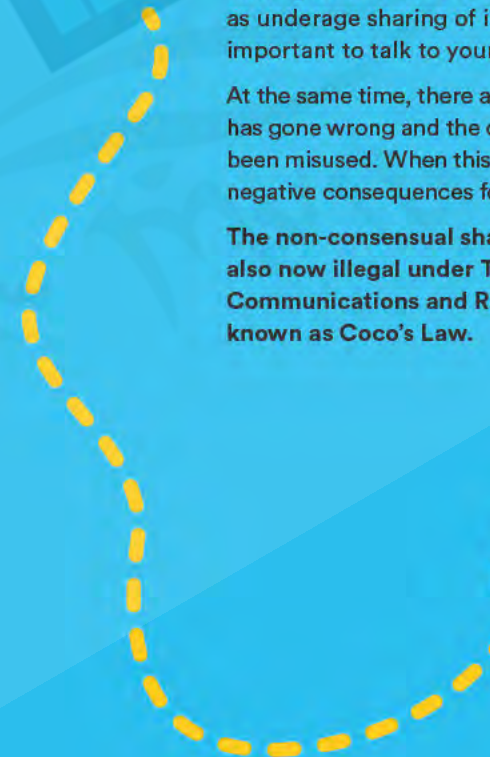 as underage sharing of i
important to talk to your
At the same time, there a
has gone wrong and the
been misused. When this
negative consequences f
The non-consensual sha
also now illegal under T
Communications and R
known as Coco’s Law.